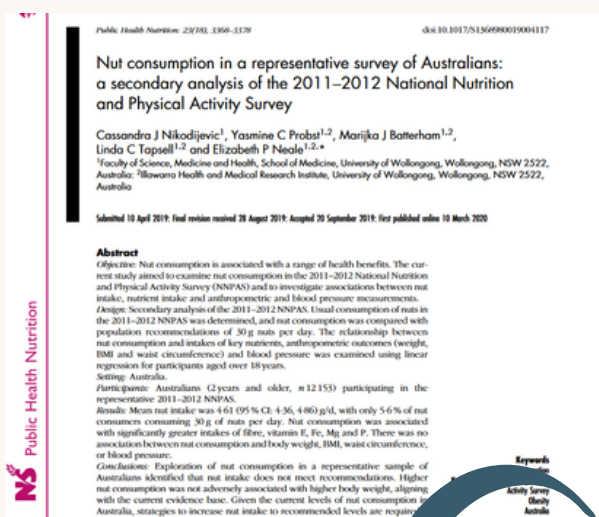 Public Health Nutrition: 23(18), 3368–3378
doi:10.1017/S1368980019004117
Nut consumption in a representative survey of Australians:
a secondary analysis of the 2011–2012 National Nutrition
and Physical Activity Survey
Cassandra J Nikodijevic¹, Yasmine C Probst¹,², Marijka J Batterham¹,²,
Linda C Tapsell¹,² and Elizabeth P Neale¹,²,*
¹Faculty of Science, Medicine and Health, School of Medicine, University of Wollongong, Wollongong, NSW 2522,
Australia: ²Illawarra Health and Medical Research Institute, University of Wollongong, Wollongong, NSW 2522,
Australia
Submitted 10 April 2019: Final revision received 28 August 2019: Accepted 20 September 2019: First published online 10 March 2020
Abstract
Objective: Nut consumption is associated with a range of health benefits. The cur-
rent study aimed to examine nut consumption in the 2011–2012 National Nutrition
and Physical Activity Survey (NNPAS) and to investigate associations between nut
intake, nutrient intake and anthropometric and blood pressure measurements.
Design: Secondary analysis of the 2011–2012 NNPAS. Usual consumption of nuts in
the 2011–2012 NNPAS was determined, and nut consumption was compared with
population recommendations of 30 g nuts per day. The relationship between
nut consumption and intakes of key nutrients, anthropometric outcomes (weight,
BMI and waist circumference) and blood pressure was examined using linear
regression for participants aged over 18 years.
Setting: Australia.
Participants: Australians (2 years and older, n 12 153) participating in the
representative 2011–2012 NNPAS.
Results: Mean nut intake was 4·61 (95 % CI: 4·36, 4·86) g/d, with only 5·6 % of nut
consumers consuming 30 g of nuts per day. Nut consumption was associated
with significantly greater intakes of fibre, vitamin E, Fe, Mg and P. There was no
association between nut consumption and body weight, BMI, waist circumference,
or blood pressure.
Conclusions: Exploration of nut consumption in a representative sample of
Australians identified that nut intake does not meet recommendations. Higher
nut consumption was not adversely associated with higher body weight, aligning
with the current evidence base. Given the current levels of nut consumption in
Australia, strategies to increase nut intake to recommended levels are
Keywords
Activity Survey
Obesity
Australia
Public Health Nutrition
NS